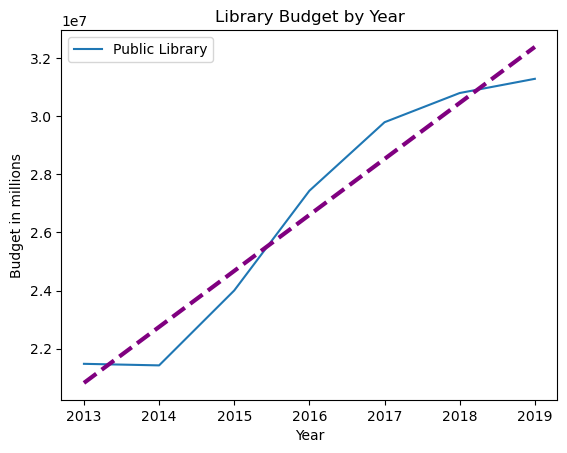 Library Budget by Year
1e7
Public Library
3.2
3.0
2.8
2.6
2.4
2.2
Budget in millions
2013 2014 2015 2016 2017 2018 2019
Year